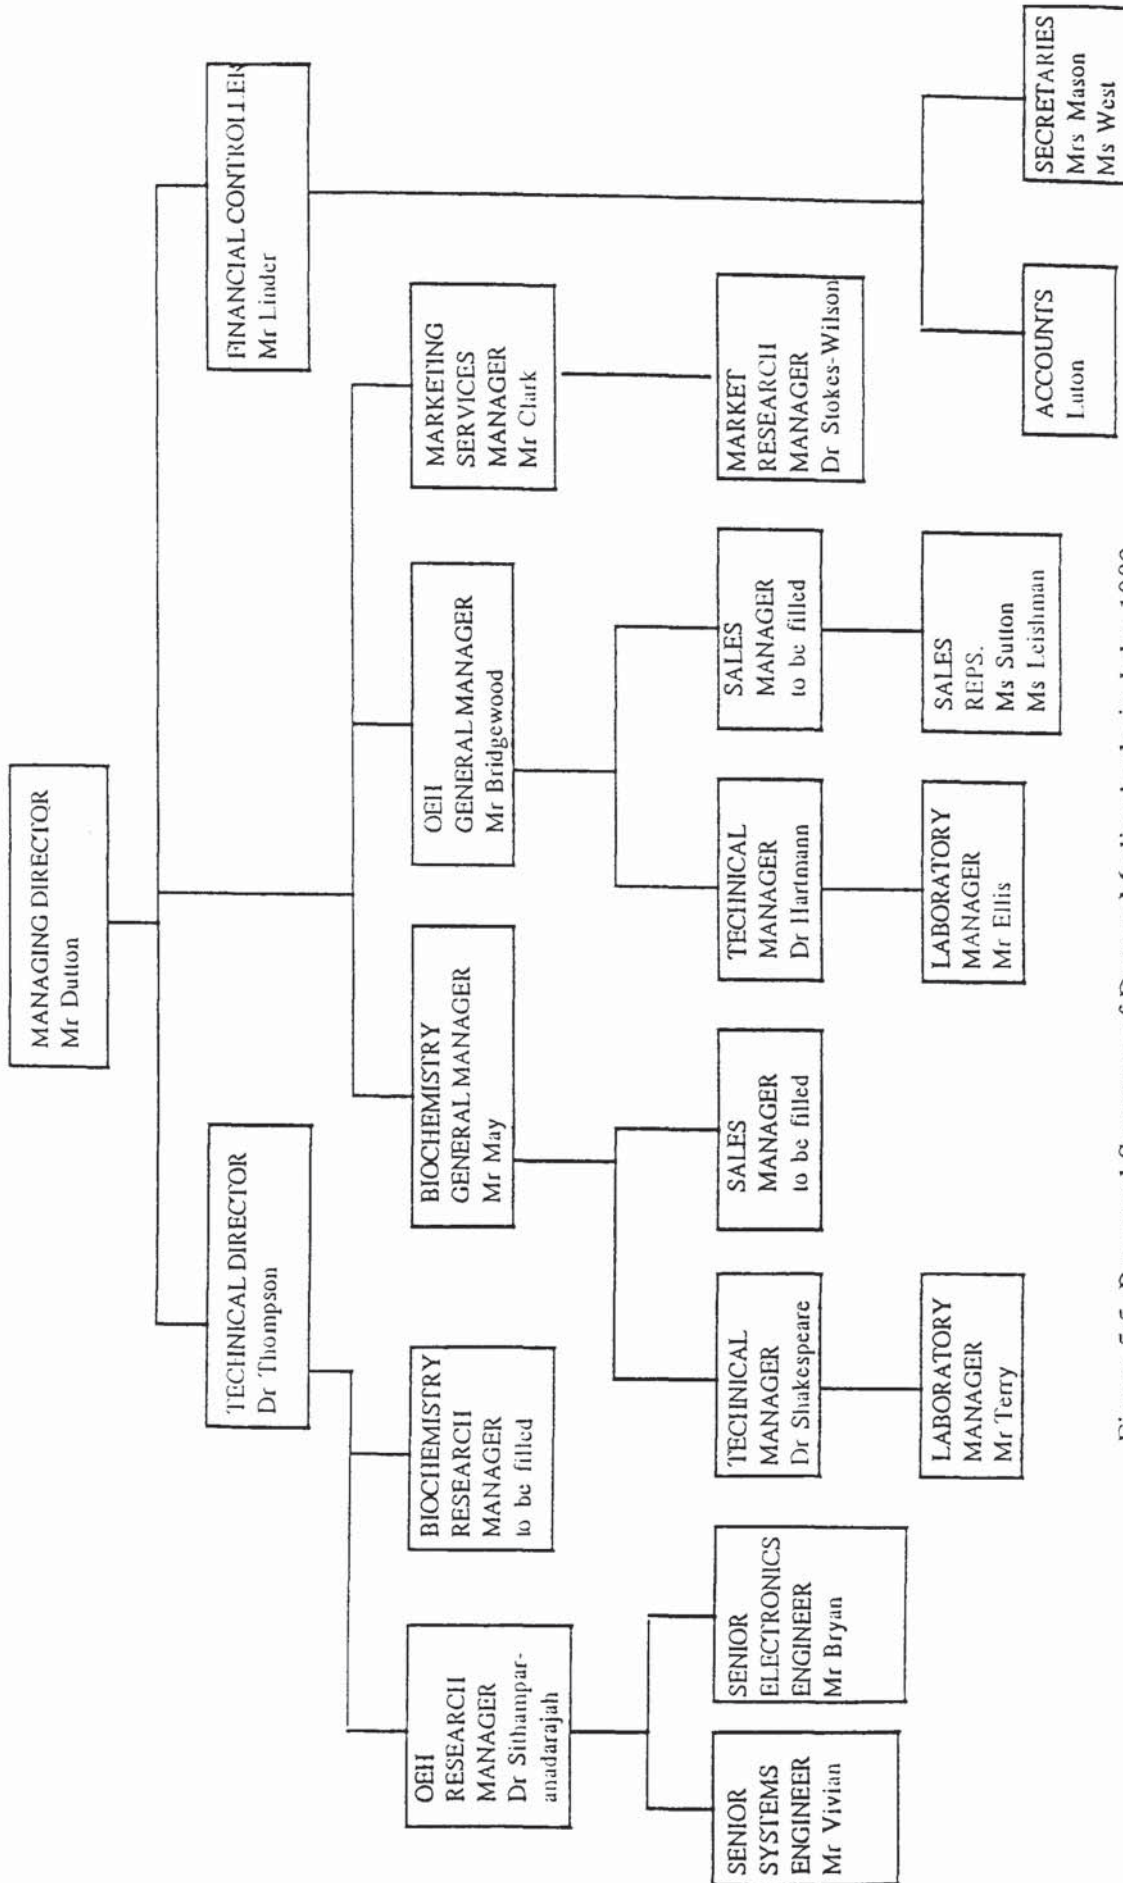 MANAGING DIRECTOR
Mr Dutton
TECHNICAL DIRECTOR
Dr Thompson
FINANCIAL CONTROLLER
Mr Linder
OEH
RESEARCH
MANAGER
Dr Sithampar-
anadarajah
BIOCHEMISTRY
RESEARCH
MANAGER
to be filled
BIOCHEMISTRY
GENERAL MANAGER
Mr May
OEH
GENERAL MANAGER
Mr Bridgewood
MARKETING
SERVICES
MANAGER
Mr Clark
SENIOR
SYSTEMS
ENGINEER
Mr Vivian
SENIOR
ELECTRONICS
ENGINEER
Mr Bryan
TECHNICAL
MANAGER
Dr Shakespeare
SALES
MANAGER
to be filled
TECHNICAL
MANAGER
Dr Hartmann
SALES
MANAGER
to be filled
MARKET
RESEARCH
MANAGER
Dr Stokes-Wilson
LABORATORY
MANAGER
Mr Terry
LABORATORY
MANAGER
Mr Ellis
SALES
REPS.
Ms Sutton
Ms Leishman
ACCOUNTS
Luton
SECRETARIES
Mrs Mason
Ms West